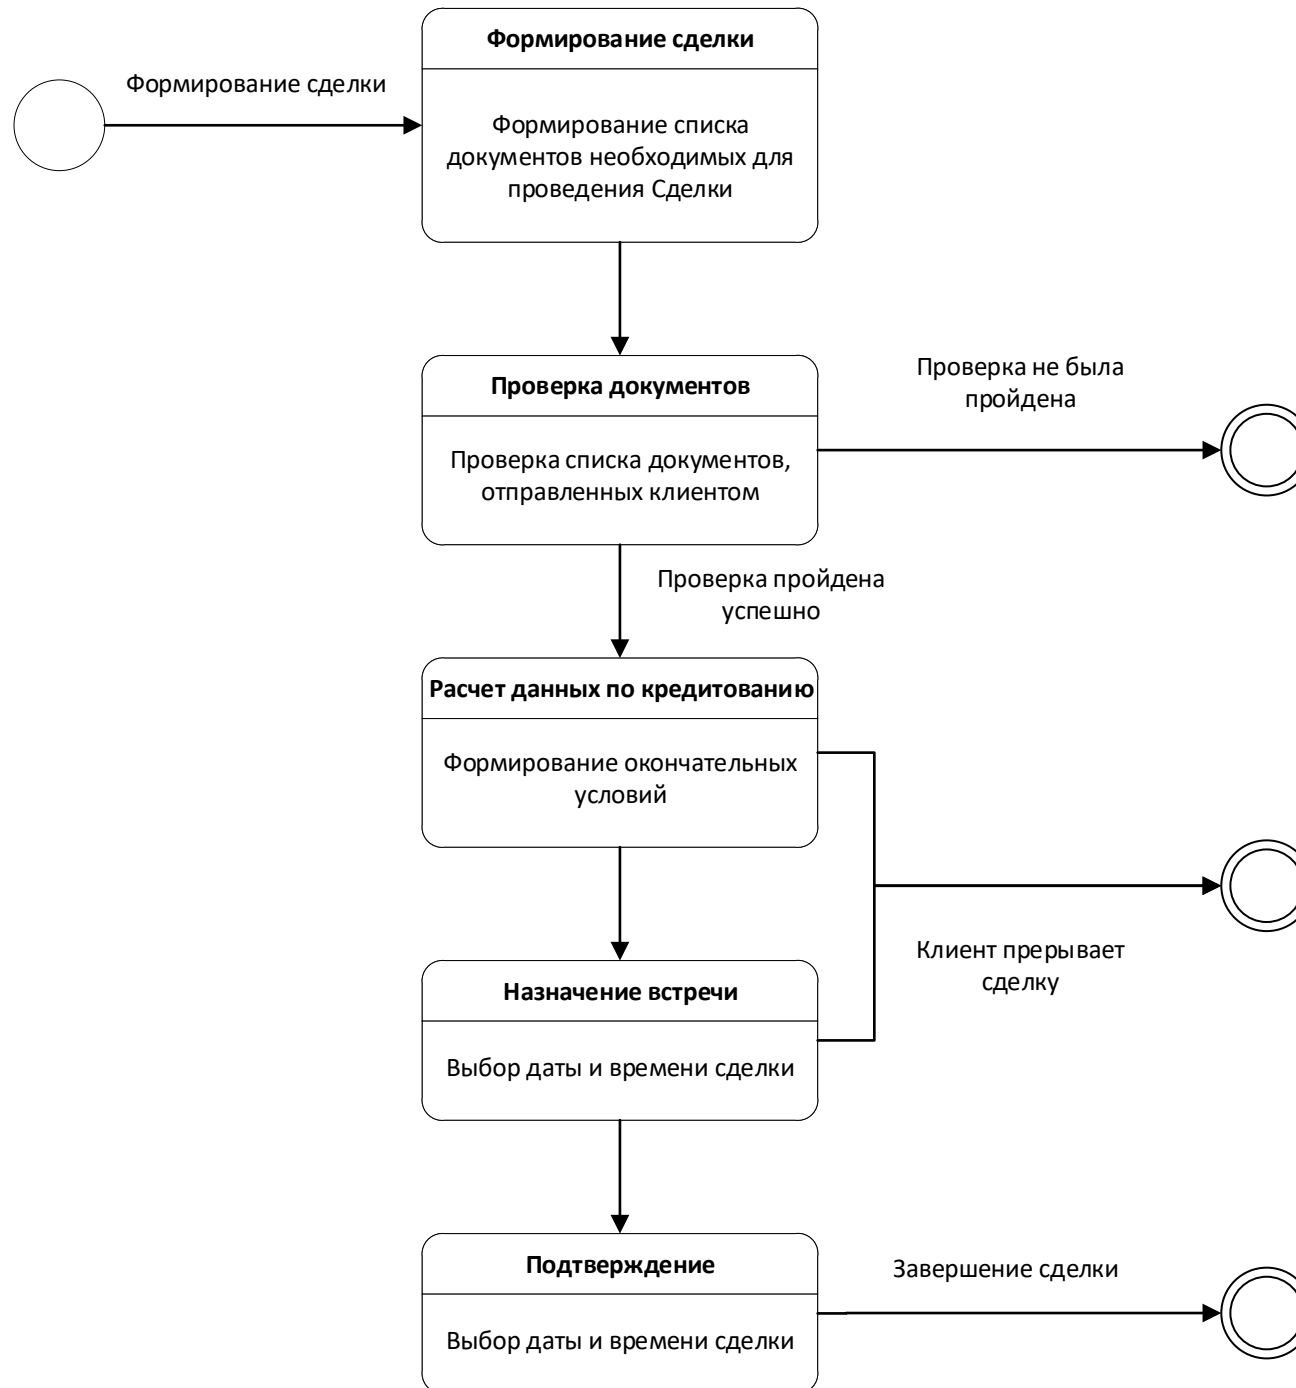 Формирование сделки
Формирование сделки
Формирование списка
документов необходимых для
проведения Сделки
Проверка документов
Проверка не была
пройдена
Проверка списка документов,
отправленных клиентом
Проверка пройдена
успешно
Расчет данных по кредитованию
Формирование окончательных
условий
Клиент прерывает
сделку
Назначение встречи
Выбор даты и времени сделки
Подтверждение
Завершение сделки
Выбор даты и времени сделки